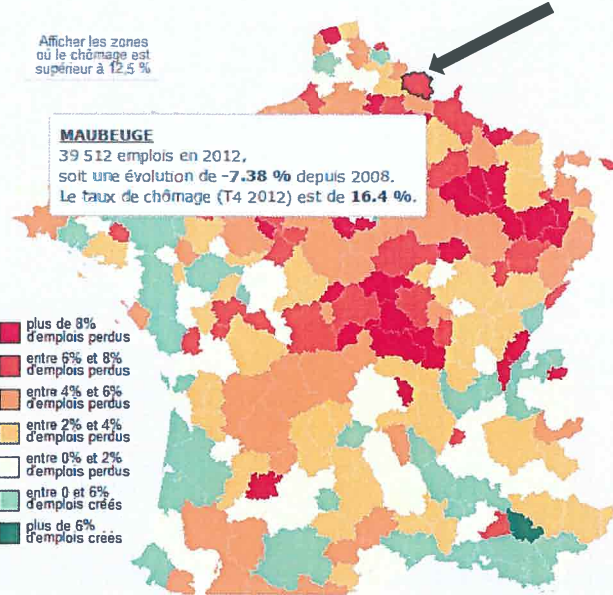 Afficher les zones
où le chômage est
supérieur à 12,5 %
MAUBEUGE
39 512 emplois en 2012,
soit une évolution de -7.38 % depuis 2008.
Le taux de chômage (T4 2012) est de 16.4 %.
plus de 8%
d'emplois perdus
entre 6% et 8%
d'emplois perdus
entre 4% et 6%
d'emplois perdus
entre 2% et 4%
d'emplois perdus
entre 0% et 2%
d'emplois perdus
entre 0 et 6%
d'emplois créés
plus de 6%
d'emplois créés